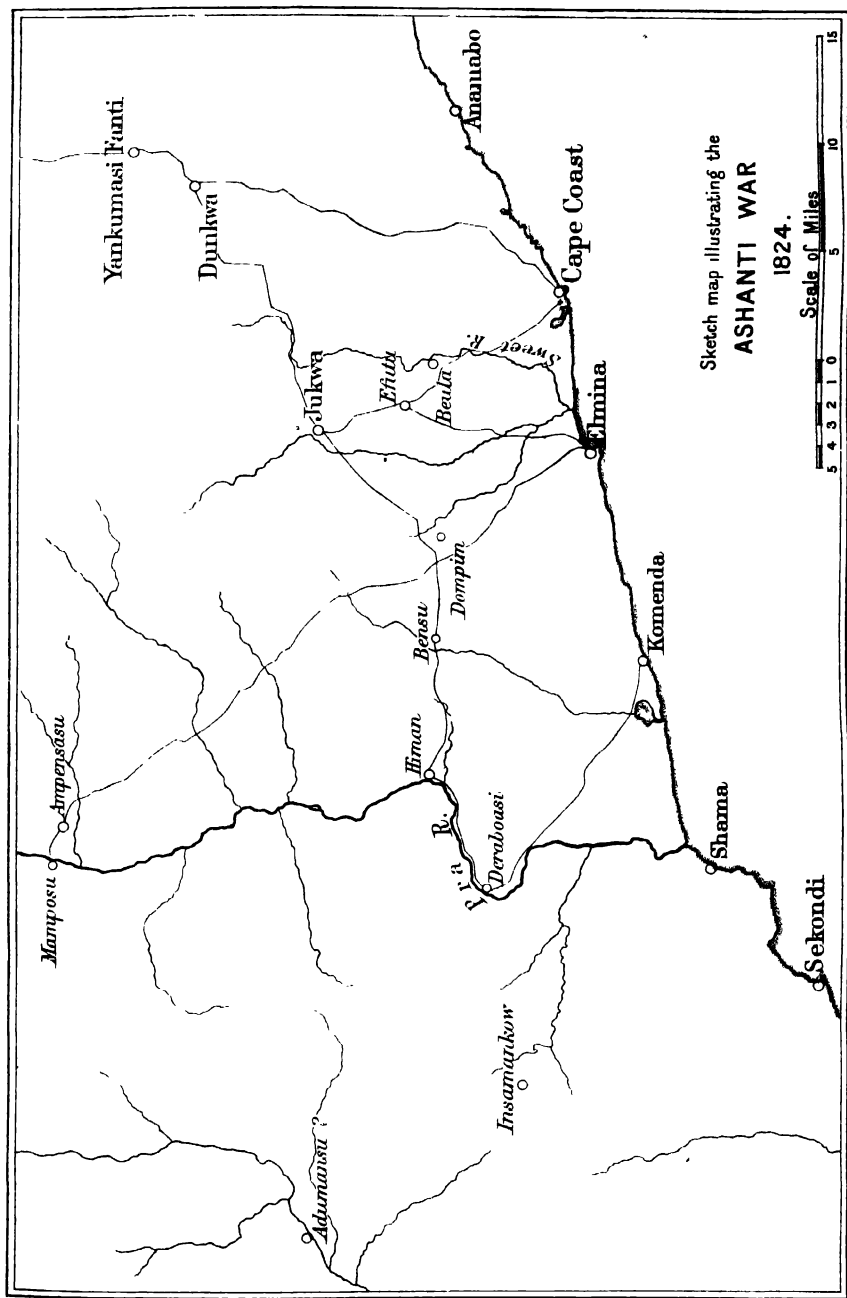 Yankumasi Fanti
Dunkwa
Anamabo
Cape Coast
Jukwa
Efutu
Beula
Sweet R.
Elmina
Dompim
Bensu
Komenda
Himan
Pra R.
Deraboasi
Ampensāsu
Mamposu
Shama
Sekondi
Insamankow
Adumansu ?
Sketch map illustrating the
ASHANTI WAR
1824.
Scale of Miles
5 4 3 2 1 0 5 10 15